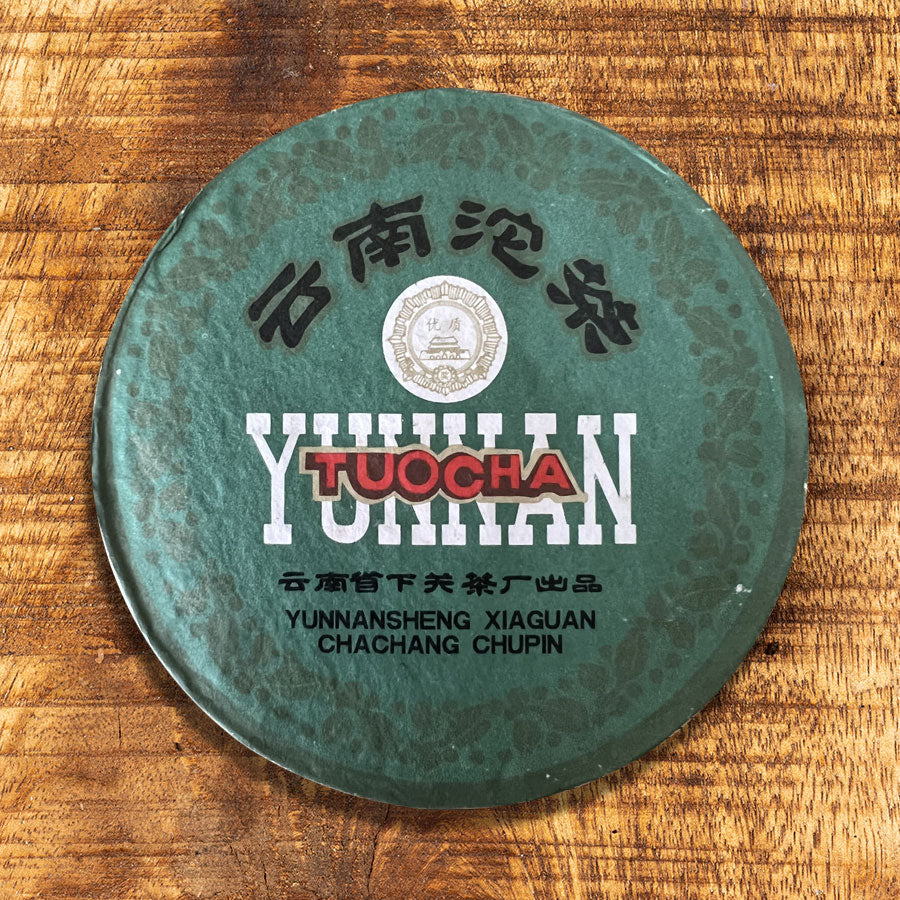 云南沱茶
优质
YUNNAN
TUOCHA
云南省下关茶厂出品
YUNNANSHENG XIAGUAN
CHACHANG CHUPIN